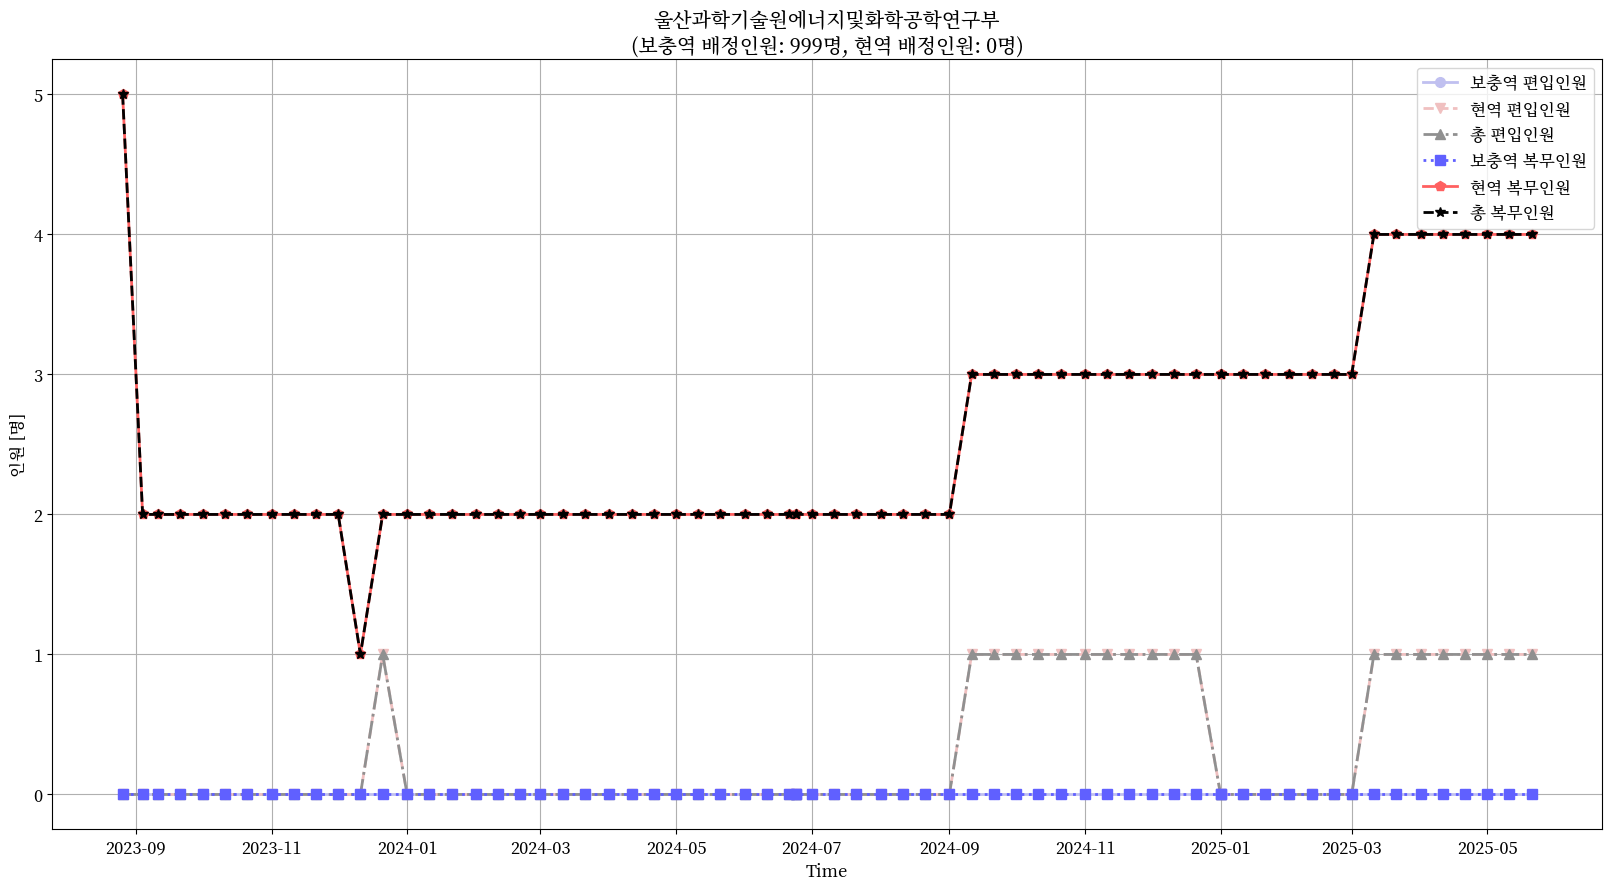 울산과학기술원에너지및화학공학연구부
(보충역 배정인원: 999명, 현역 배정인원: 0명)
보충역 편입인원
현역 편입인원
총 편입인원
보충역 복무인원
현역 복무인원
총 복무인원
인원 [명]
5
4
3
2
1
0
2023-09
2023-11
2024-01
2024-03
2024-05
2024-07
2024-09
2024-11
2025-01
2025-03
2025-05
Time